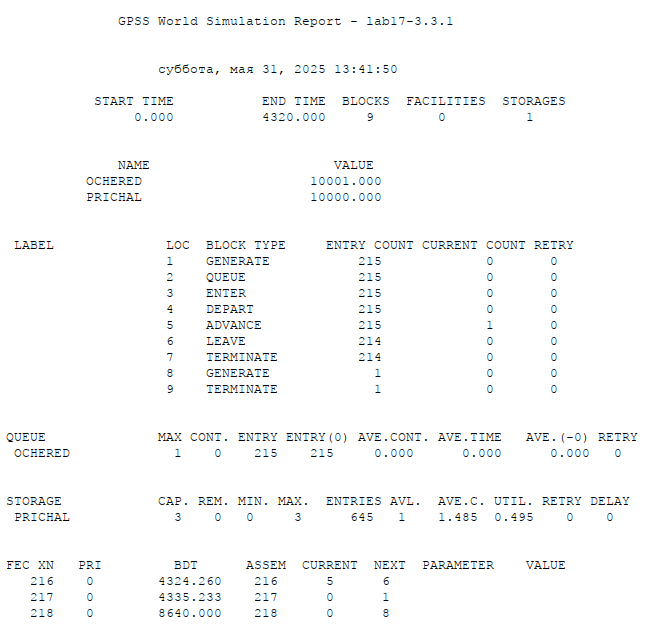 GPSS World Simulation Report - lab17-3.3.1
суббота, мая 31, 2025 13:41:50
START TIME END TIME BLOCKS FACILITIES STORAGES
0.000 4320.000 9 0 1
NAME VALUE
OCHERED 10001.000
PRICHAL 10000.000
LABEL LOC BLOCK TYPE ENTRY COUNT CURRENT COUNT RETRY
1 GENERATE 215 0 0
2 QUEUE 215 0 0
3 ENTER 215 0 0
4 DEPART 215 0 0
5 ADVANCE 215 1 0
6 LEAVE 214 0 0
7 TERMINATE 214 0 0
8 GENERATE 1 0 0
9 TERMINATE 1 0 0
QUEUE MAX CONT. ENTRY ENTRY(0) AVE.CONT. AVE.TIME AVE.(-0) RETRY
OCHERED 1 0 215 215 0.000 0.000 0.000 0
STORAGE CAP. REM. MIN. MAX. ENTRIES AVL. AVE.C. UTIL. RETRY DELAY
PRICHAL 3 0 0 3 645 1 1.485 0.495 0 0
FEC XN PRI BDT ASSEM CURRENT NEXT PARAMETER VALUE
216 0 4324.260 216 5 6
217 0 4335.233 217 0 1
218 0 8640.000 218 0 8